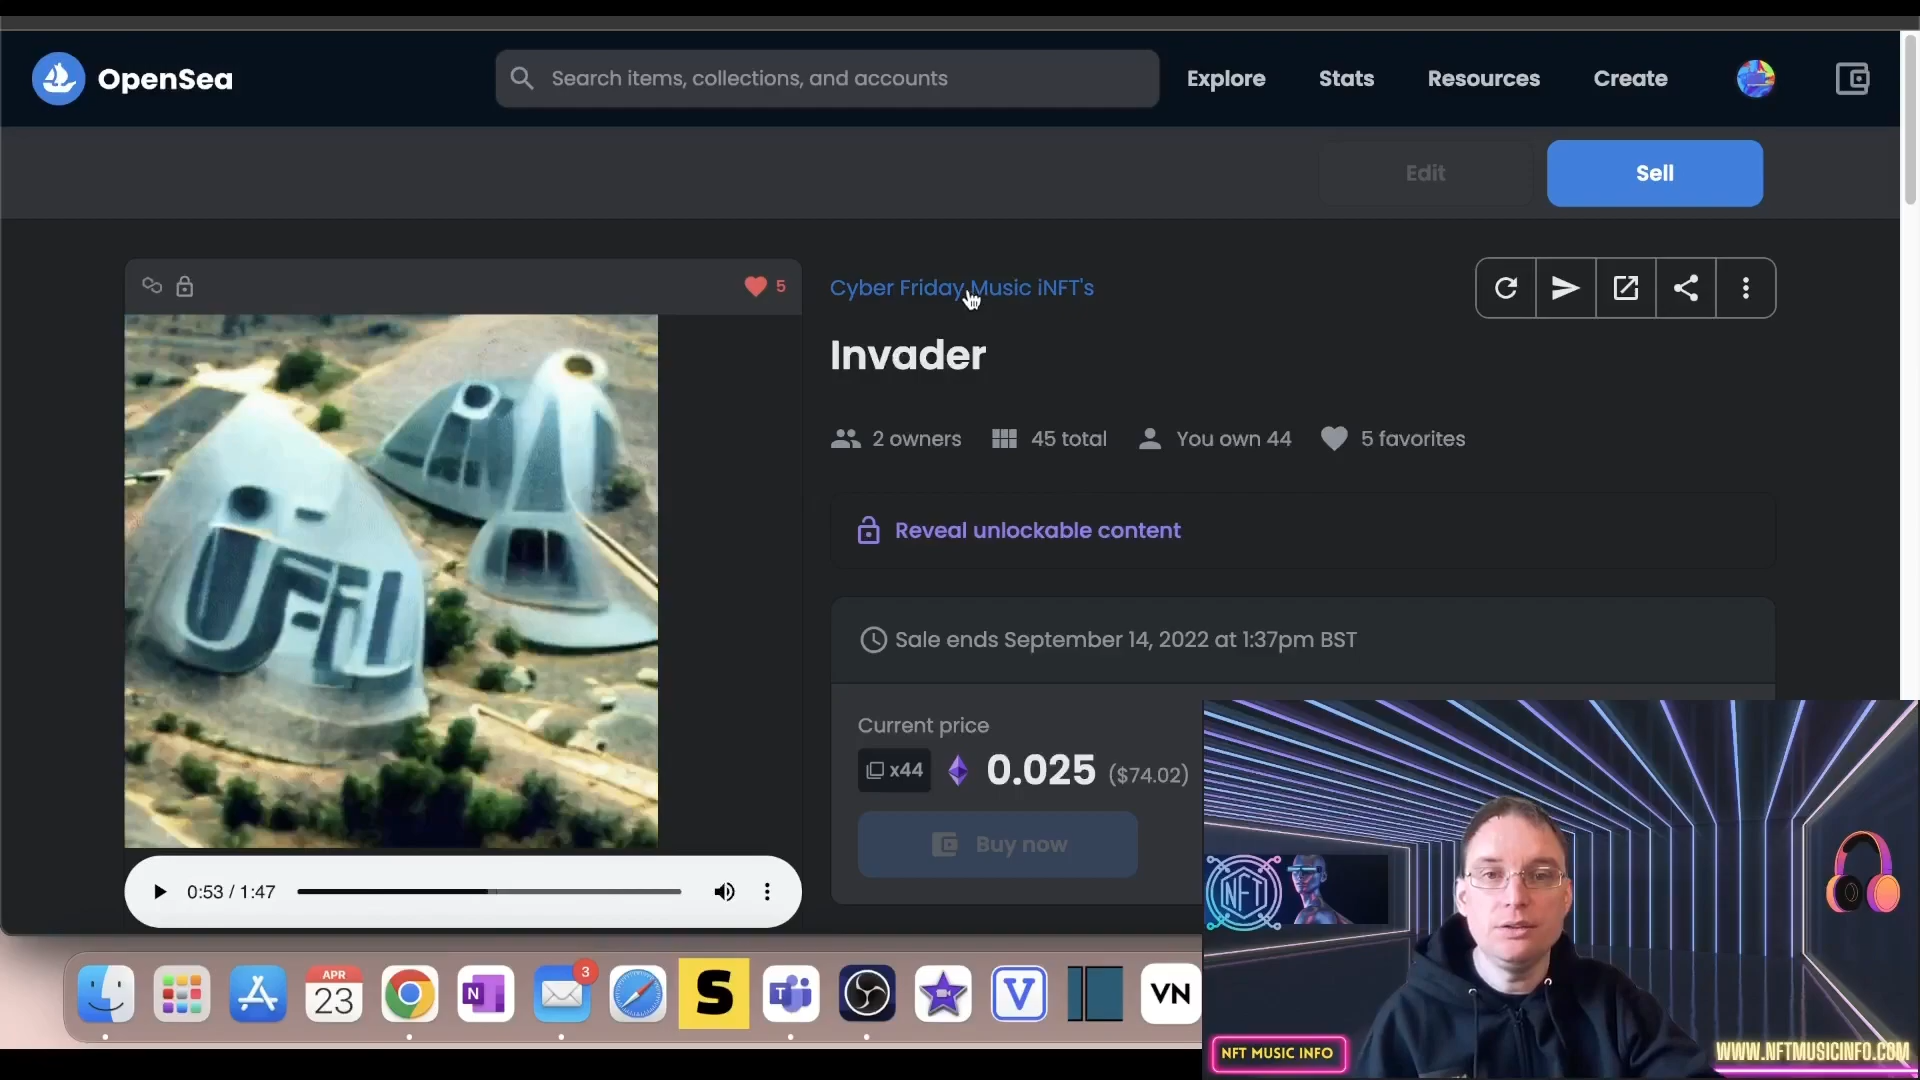 OpenSea
Search items, collections, and accounts
Explore
Stats
Resources
Create
Edit
Sell
5
Cyber Friday Music iNFT's
Invader
2 owners
45 total
You own 44
5 favorites
Reveal unlockable content
Sale ends September 14, 2022 at 1:37pm BST
Current price
x44
0.025 ($74.02)
Buy now
0:53 / 1:47
NFT
3
APR
23
N
S
T
V
VN
NFT MUSIC INFO
WWW.NFTMUSICINFO.COM